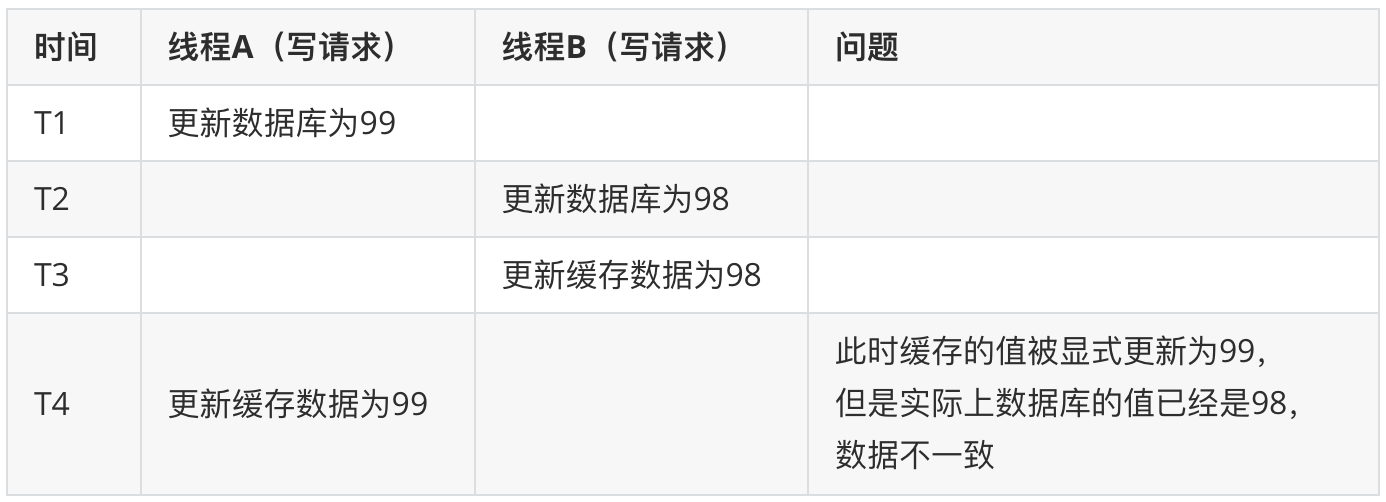 时间 线程A（写请求） 线程B（写请求） 问题
T1 更新数据库为99
T2 更新数据库为98
T3 更新缓存数据为98
T4 更新缓存数据为99
此时缓存的值被显式更新为99，
但是实际上数据库的值已经是98，
数据不一致